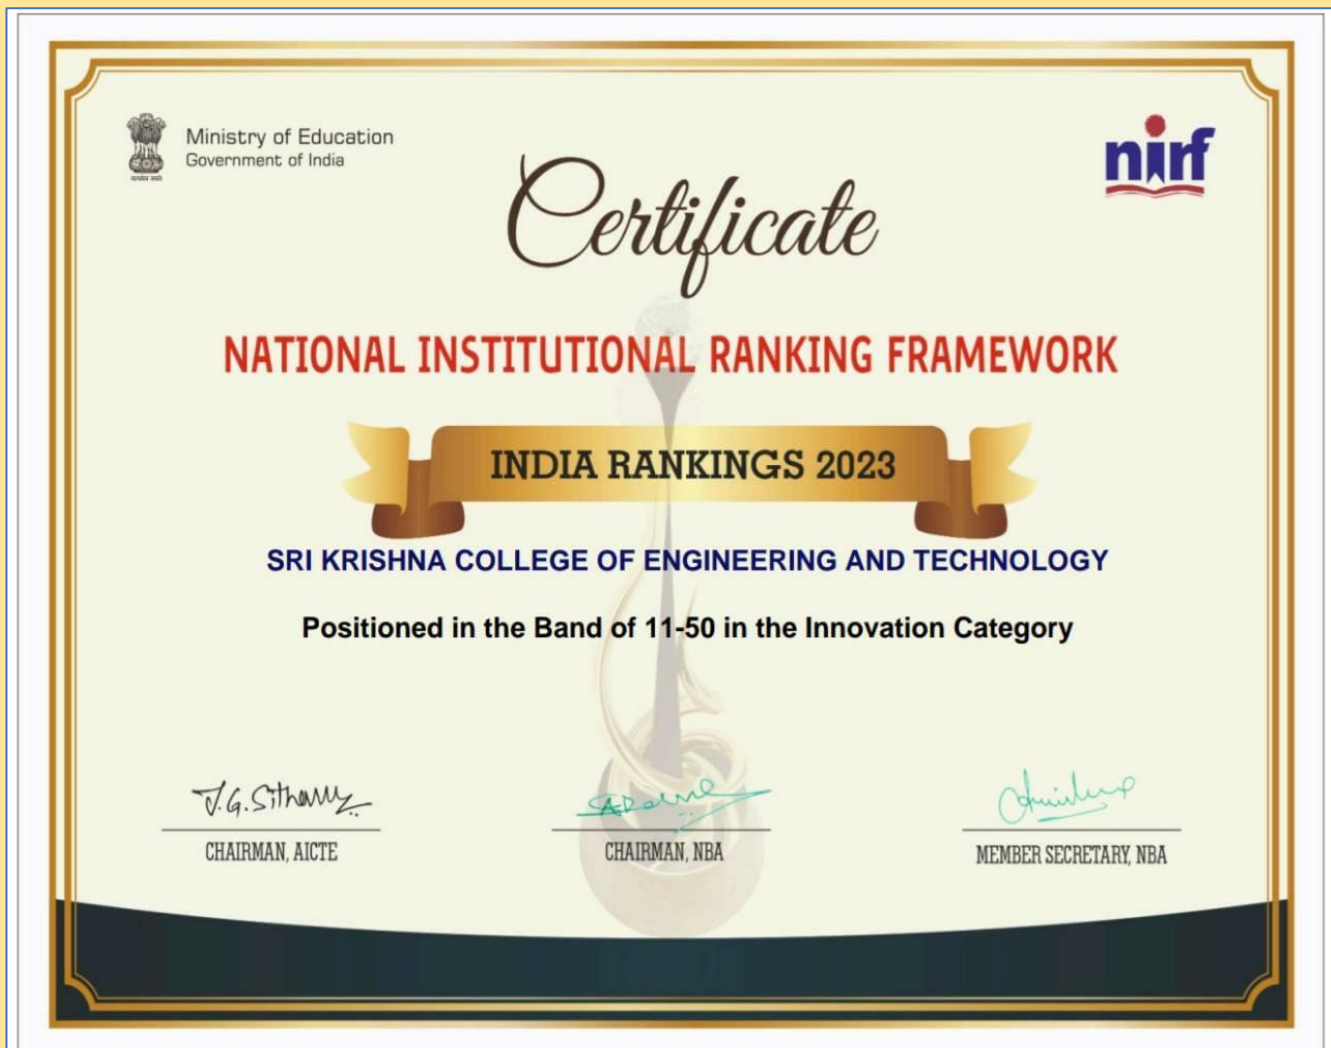 Ministry of Education
Government of India
nirf
Certificate
NATIONAL INSTITUTIONAL RANKING FRAMEWORK
INDIA RANKINGS 2023
SRI KRISHNA COLLEGE OF ENGINEERING AND TECHNOLOGY
Positioned in the Band of 11-50 in the Innovation Category
J.G.
CHAIRMAN, AICTE
CHAIRMAN, NBA
MEMBER SECRETARY, NBA